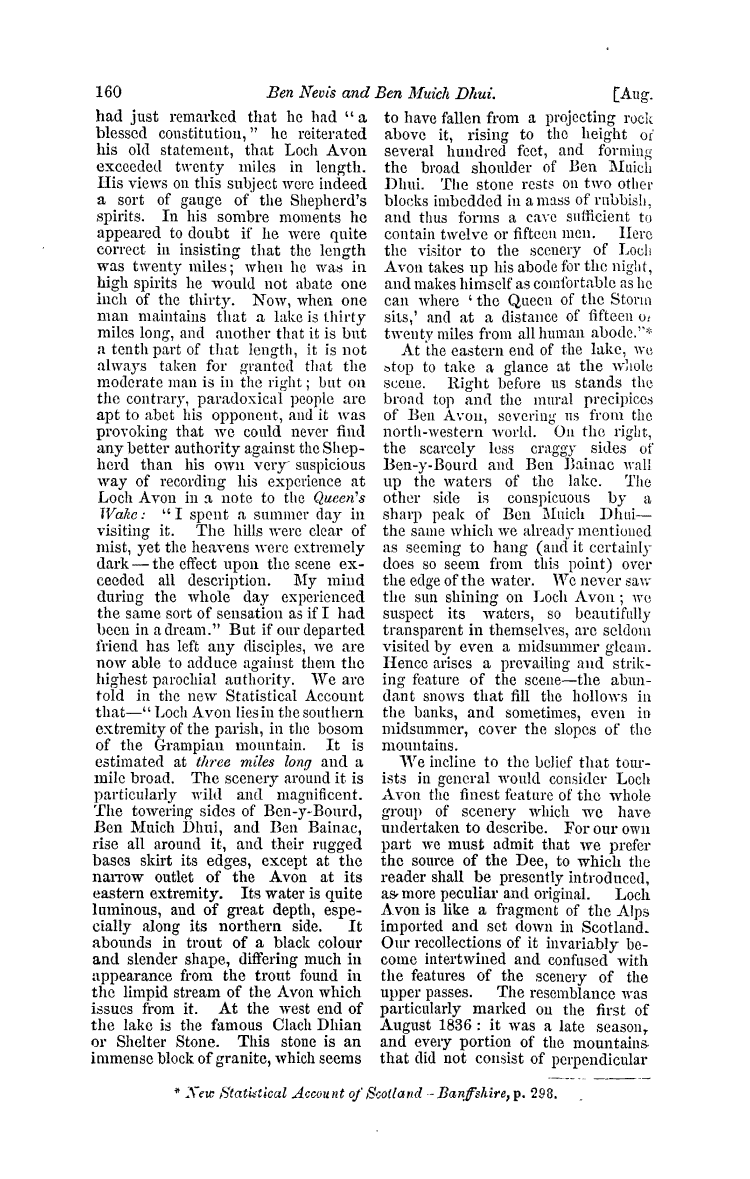 160 Ben Nevis and Ben Muich Dhui. [Aug.
had just remarked that he had "a
blessed constitution," he reiterated
his old statement, that Loch Avon
exceeded twenty miles in length.
His views on this subject were indeed
a sort of gauge of the Shepherd's
spirits. In his sombre moments he
appeared to doubt if he were quite
correct in insisting that the length
was twenty miles; when he was in
high spirits he would not abate one
inch of the thirty. Now, when one
man maintains that a lake is thirty
miles long, and another that it is but
a tenth part of that length, it is not
always taken for granted that the
moderate man is in the right; but on
the contrary, paradoxical people are
apt to abet his opponent, and it was
provoking that we could never find
any better authority against the Shep-
herd than his own very suspicious
way of recording his experience at
Loch Avon in a note to the Queen's
Wake: "I spent a summer day in
visiting it. The hills were clear of
mist, yet the heavens were extremely
dark—the effect upon the scene ex-
ceeded all description. My mind
during the whole day experienced
the same sort of sensation as if I had
been in a dream." But if our departed
friend has left any disciples, we are
now able to adduce against them the
highest parochial authority. We are
told in the new Statistical Account
that—"Loch Avon lies in the southern
extremity of the parish, in the bosom
of the Grampian mountain. It is
estimated at three miles long and a
mile broad. The scenery around it is
particularly wild and magnificent.
The towering sides of Ben-y-Bourd,
Ben Muich Dhui, and Ben Bainac,
rise all around it, and their rugged
bases skirt its edges, except at the
narrow outlet of the Avon at its
eastern extremity. Its water is quite
luminous, and of great depth, espe-
cially along its northern side. It
abounds in trout of a black colour
and slender shape, differing much in
appearance from the trout found in
the limpid stream of the Avon which
issues from it. At the west end of
the lake is the famous Clach Dhian
or Shelter Stone. This stone is an
immense block of granite, which seems
to have fallen from a projecting rock
above it, rising to the height of
several hundred feet, and forming
the broad shoulder of Ben Muich
Dhui. The stone rests on two other
blocks imbedded in a mass of rubbish,
and thus forms a cave sufficient to
contain twelve or fifteen men. Here
the visitor to the scenery of Loch
Avon takes up his abode for the night,
and makes himself as comfortable as he
can where 'the Queen of the Storm
sits,' and at a distance of fifteen or
twenty miles from all human abode."*
At the eastern end of the lake, we
stop to take a glance at the whole
scene. Right before us stands the
broad top and the mural precipices
of Ben Avon, severing us from the
north-western world. On the right,
the scarcely less craggy sides of
Ben-y-Bourd and Ben Bainac wall
up the waters of the lake. The
other side is conspicuous by a
sharp peak of Ben Muich Dhui—
the same which we already mentioned
as seeming to hang (and it certainly
does so seem from this point) over
the edge of the water. We never saw
the sun shining on Loch Avon; we
suspect its waters, so beautifully
transparent in themselves, are seldom
visited by even a midsummer gleam.
Hence arises a prevailing and strik-
ing feature of the scene—the abun-
dant snows that fill the hollows in
the banks, and sometimes, even in
midsummer, cover the slopes of the
mountains.
We incline to the belief that tour-
ists in general would consider Loch
Avon the finest feature of the whole
group of scenery which we have
undertaken to describe. For our own
part we must admit that we prefer
the source of the Dee, to which the
reader shall be presently introduced,
as more peculiar and original. Loch
Avon is like a fragment of the Alps
imported and set down in Scotland.
Our recollections of it invariably be-
come intertwined and confused with
the features of the scenery of the
upper passes. The resemblance was
particularly marked on the first of
August 1836: it was a late season,
and every portion of the mountains
that did not consist of perpendicular
* New Statistical Account of Scotland—Banffshire, p. 298.